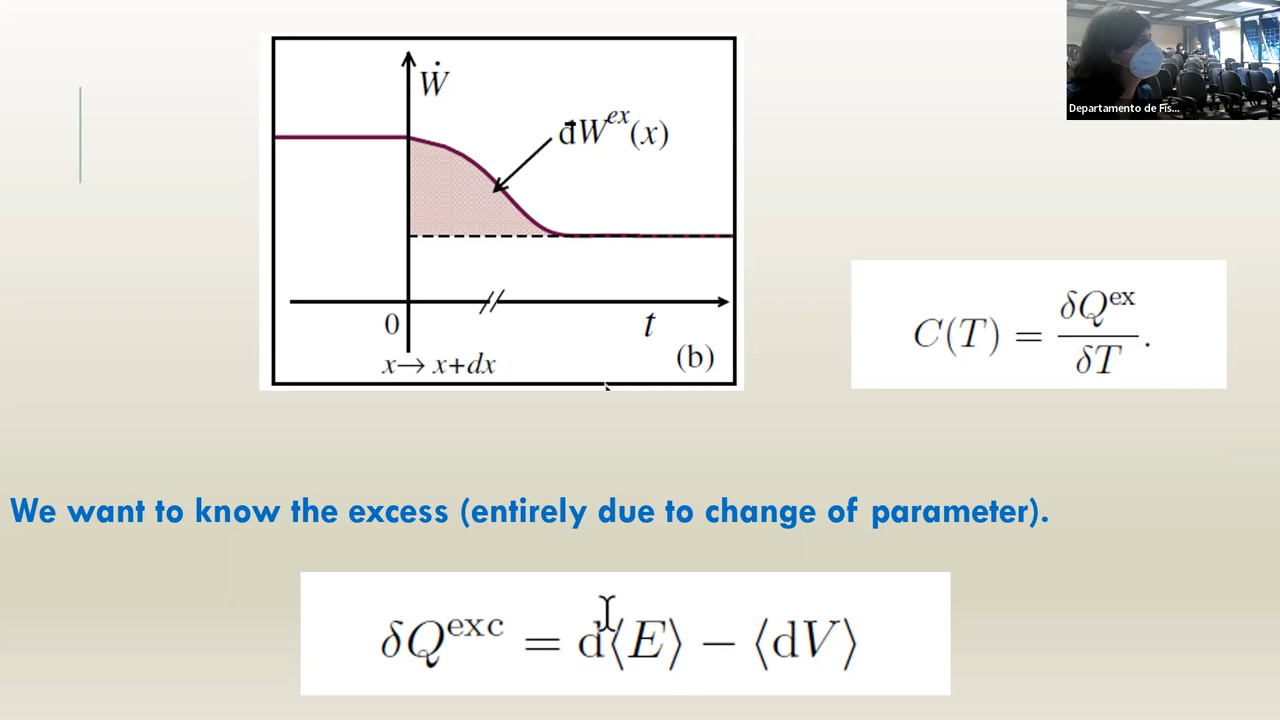 Departamento de Fis...
Ẇ
đW^ex(x)
0
t
x→ x+dx
(b)
C(T) = δQ^ex / δT .
We want to know the excess (entirely due to change of parameter).
δQ^exc = d⟨E⟩ − ⟨dV⟩